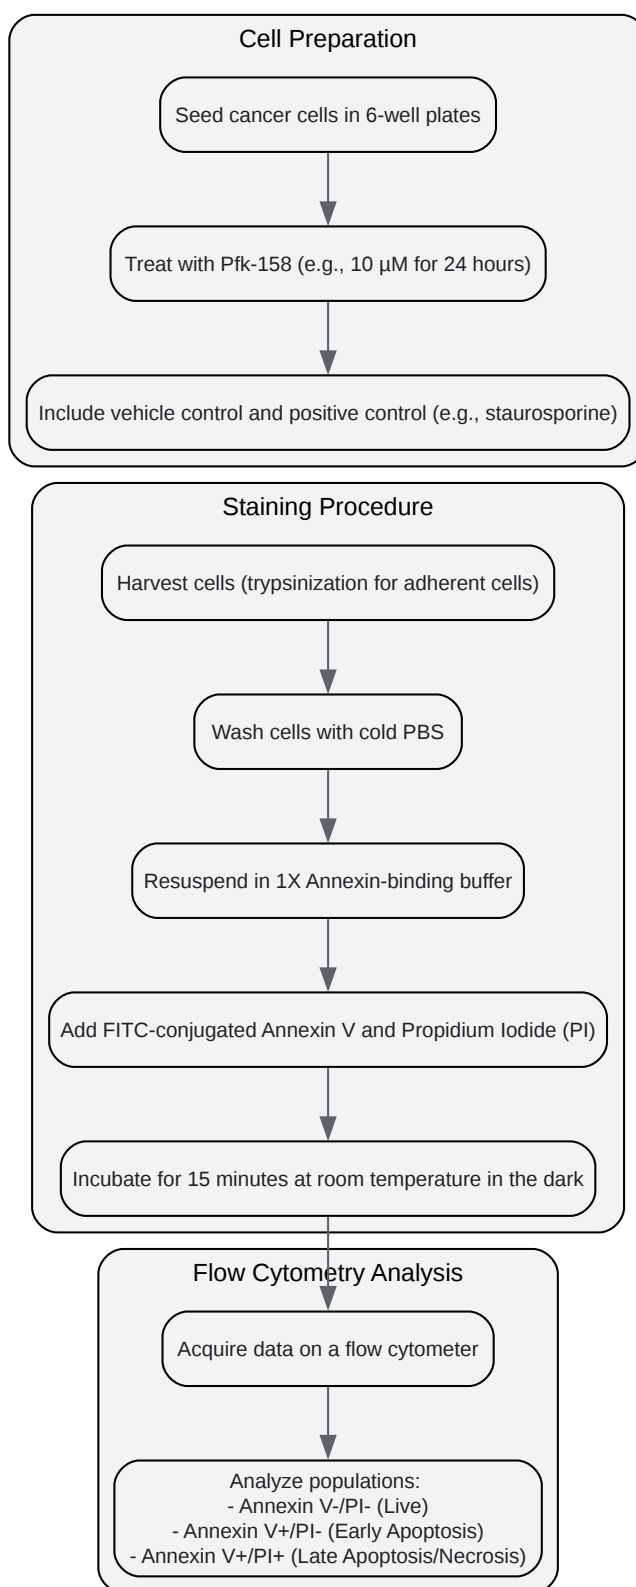 Cell Preparation
Seed cancer cells in 6-well plates
Treat with Pfk-158 (e.g., 10 µM for 24 hours)
Include vehicle control and positive control (e.g., staurosporine)
Staining Procedure
Harvest cells (trypsinization for adherent cells)
Wash cells with cold PBS
Resuspend in 1X Annexin-binding buffer
Add FITC-conjugated Annexin V and Propidium Iodide (PI)
Incubate for 15 minutes at room temperature in the dark
Flow Cytometry Analysis
Acquire data on a flow cytometer
Analyze populations:
- Annexin V-/PI- (Live)
- Annexin V+/PI- (Early Apoptosis)
- Annexin V+/PI+ (Late Apoptosis/Necrosis)